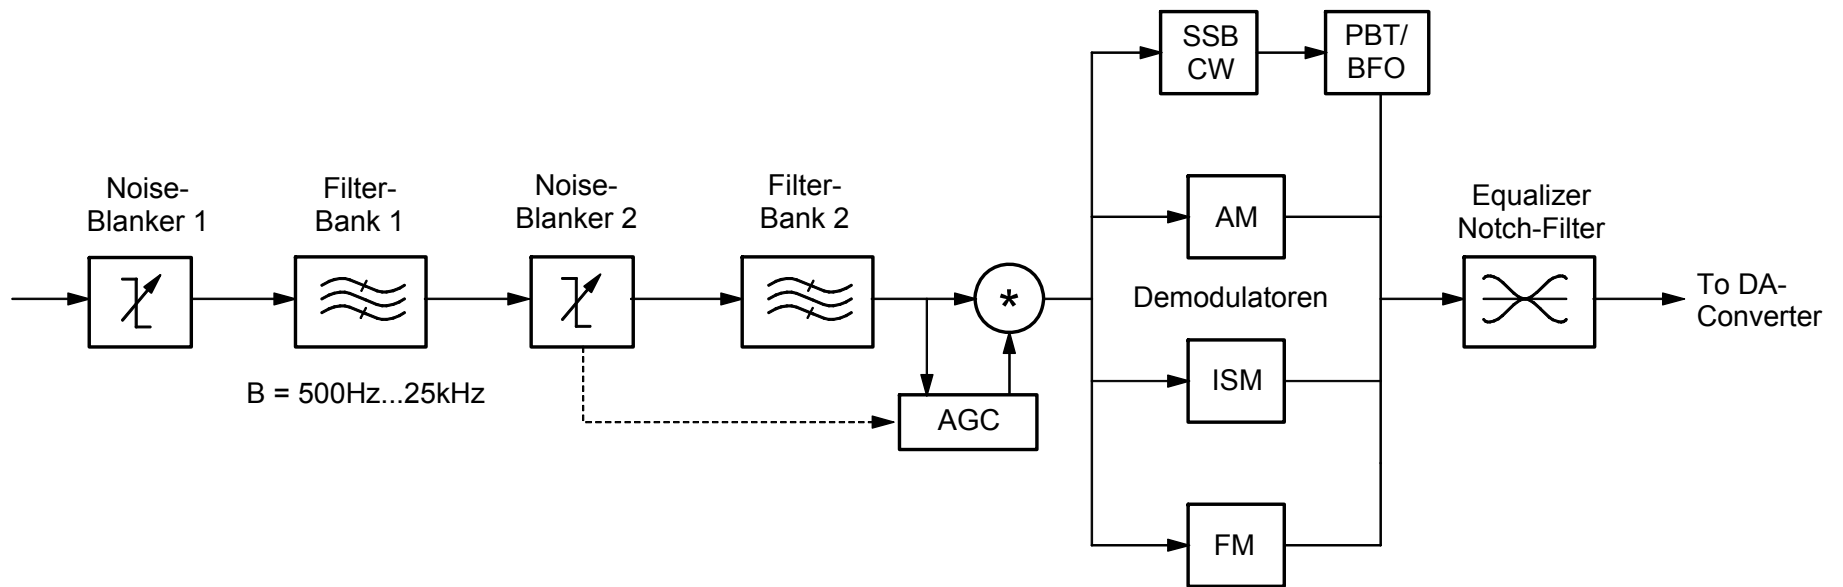 SSB
CW
PBT/
BFO
Noise-
Blanker 1
Filter-
Bank 1
Noise-
Blanker 2
Filter-
Bank 2
AM
Equalizer
Notch-Filter
*
Demodulatoren
To DA-
Converter
B = 500Hz...25kHz
AGC
ISM
FM